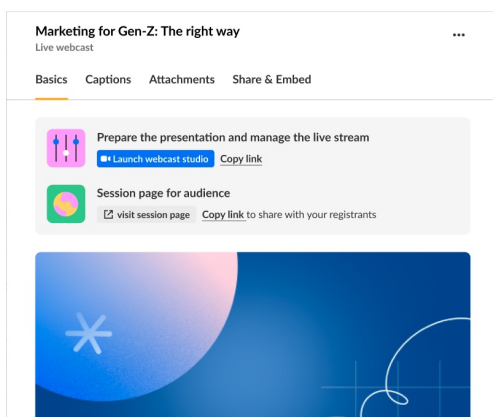 Marketing for Gen-Z: The right way
Live webcast
Basics Captions Attachments Share & Embed
Prepare the presentation and manage the live stream
Launch webcast studio Copy link
Session page for audience
visit session page Copy link to share with your registrants